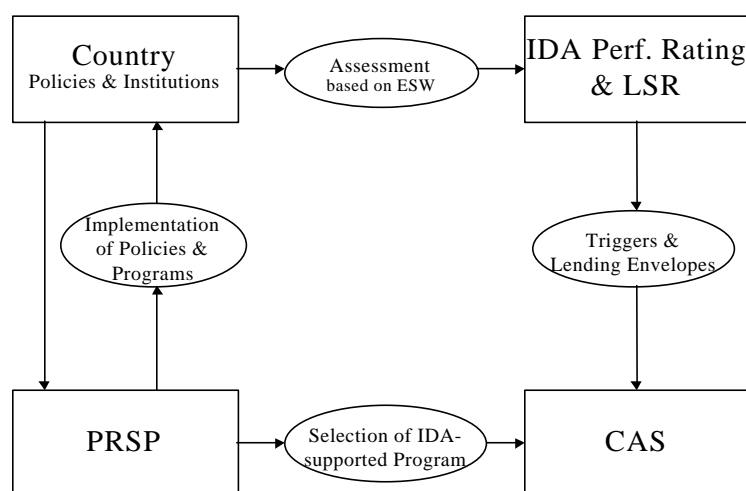 Country
Policies & Institutions
Assessment
based on ESW
IDA Perf. Rating
& LSR
Implementation
of Policies &
Programs
Triggers &
Lending Envelopes
PRSP
Selection of IDA-
supported Program
CAS